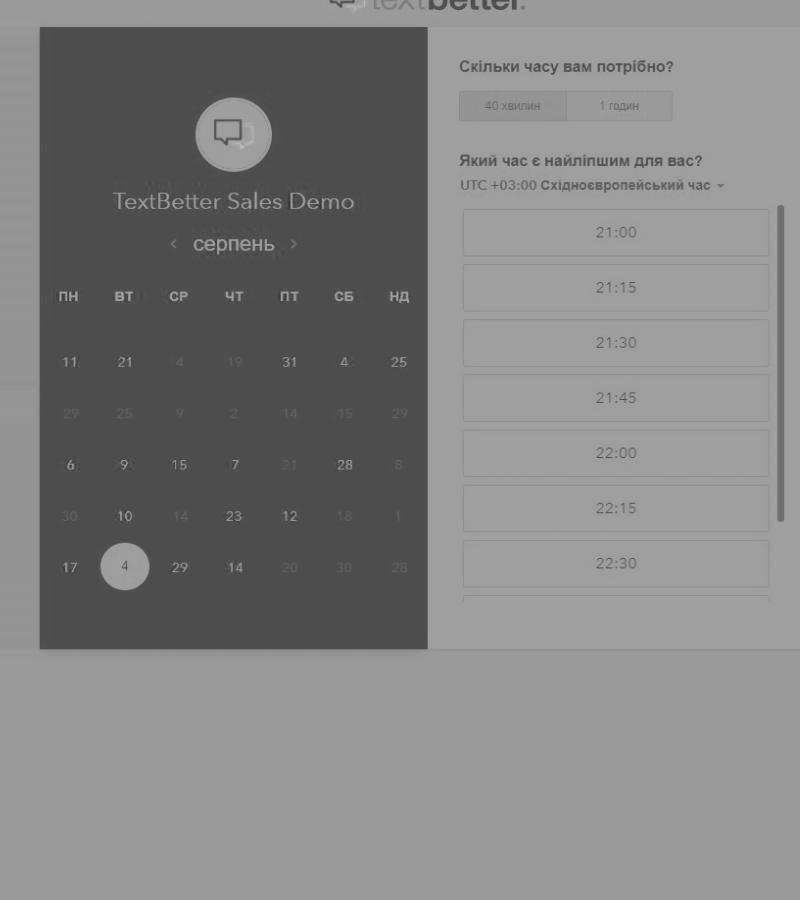 textbetter.
TextBetter Sales Demo
< серпень >
ПН ВТ СР ЧТ ПТ СБ НД
11 21 4 19 31 4 25
29 25 9 2 14 15 29
6 9 15 7 21 28 8
30 10 14 23 12 18 1
17 4 29 14 20 30 28
Скільки часу вам потрібно?
40 хвилин 1 годин
Який час є найліпшим для вас?
UTC +03:00 Східноєвропейський час
21:00
21:15
21:30
21:45
22:00
22:15
22:30